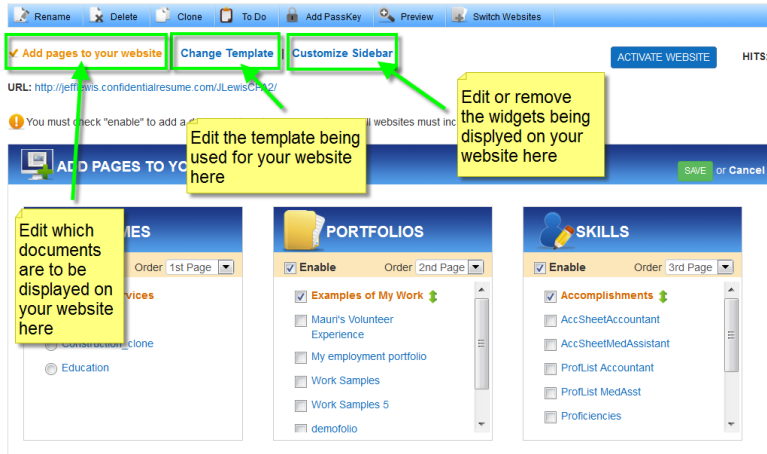 Rename Delete Clone To Do Add PassKey Preview Switch Websites
Add pages to your website Change Template | Customize Sidebar
ACTIVATE WEBSITE HITS:
URL: http://jefflewis.confidentialresume.com/JLewisCPA2/
You must check "enable" to add a d ll websites must inc
Edit the template being
used for your website
here
Edit or remove
the widgets being
displyed on your
website here
ADD PAGES TO YO
SAVE or Cancel
Edit which
documents
are to be
displayed on
your website
here
MES
Order 1st Page
vices
Construction_clone
Education
PORTFOLIOS
Enable Order 2nd Page
Examples of My Work
Mauri's Volunteer
Experience
My employment portfolio
Work Samples
Work Samples 5
demofolio
SKILLS
Enable Order 3rd Page
Accomplishments
AccSheetAccountant
AccSheetMedAssistant
ProfList Accountant
ProfList MedAsst
Proficiencies